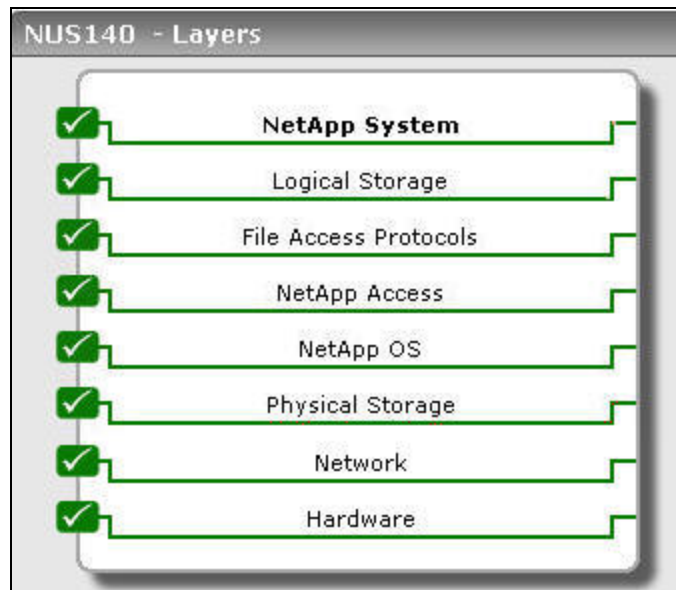 NUS140 - Layers
NetApp System
Logical Storage
File Access Protocols
NetApp Access
NetApp OS
Physical Storage
Network
Hardware